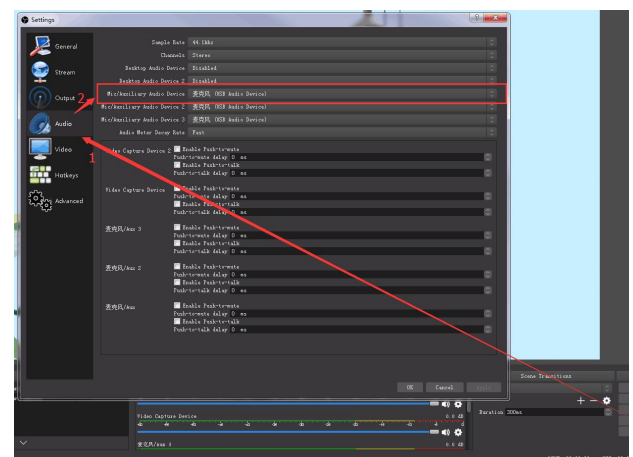 Settings
General
Stream
Output
Audio
Video
Hotkeys
Advanced
2
1
Sample Rate 44.1khz
Channels Stereo
Desktop Audio Device Disabled
Desktop Audio Device 2 Disabled
Mic/Auxiliary Audio Device 麦克风 (USB Audio Device)
Mic/Auxiliary Audio Device 2 麦克风 (USB Audio Device)
Mic/Auxiliary Audio Device 3 麦克风 (USB Audio Device)
Audio Meter Decay Rate Fast
Video Capture Device 2 Enable Push-to-mute
Push-to-mute delay 0 ms
Enable Push-to-talk
Push-to-talk delay 0 ms
Video Capture Device Enable Push-to-mute
Push-to-mute delay 0 ms
Enable Push-to-talk
Push-to-talk delay 0 ms
麦克风/Aux 3 Enable Push-to-mute
Push-to-mute delay 0 ms
Enable Push-to-talk
Push-to-talk delay 0 ms
麦克风/Aux 2 Enable Push-to-mute
Push-to-mute delay 0 ms
Enable Push-to-talk
Push-to-talk delay 0 ms
麦克风/Aux Enable Push-to-mute
Push-to-mute delay 0 ms
Enable Push-to-talk
Push-to-talk delay 0 ms
OK Cancel Apply
Scene Transitions
Duration 300ms
Video Capture Device 0.0 dB
麦克风/Aux 3 0.0 dB